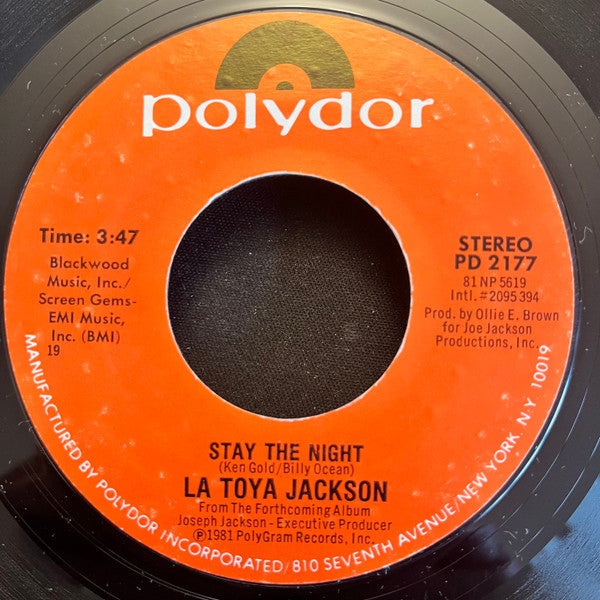 polydor
Time: 3:47
Blackwood
Music, Inc./
Screen Gems-
EMI Music,
Inc. (BMI)
19
STEREO
PD 2177
81 NP 5619
Intl. #2095 394
Prod. by Ollie E. Brown
for Joe Jackson
Productions, Inc.
STAY THE NIGHT
(Ken Gold/Billy Ocean)
LA TOYA JACKSON
From The Forthcoming Album
Joseph Jackson-Executive Producer
Ⓟ1981 PolyGram Records, Inc.
MANUFACTURED BY POLYDOR INCORPORATED/810 SEVENTH AVENUE/NEW YORK, N.Y. 10019